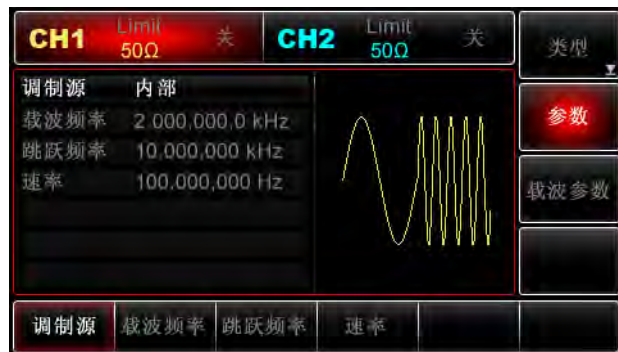 CH1 Limit 50Ω 关 CH2 Limit 50Ω 关
类型
调制源 内部
载波频率 2.000,000,0 kHz
跳跃频率 10.000,000 kHz
速率 100.000,000 Hz
参数
载波参数
调制源 载波频率 跳跃频率 速率